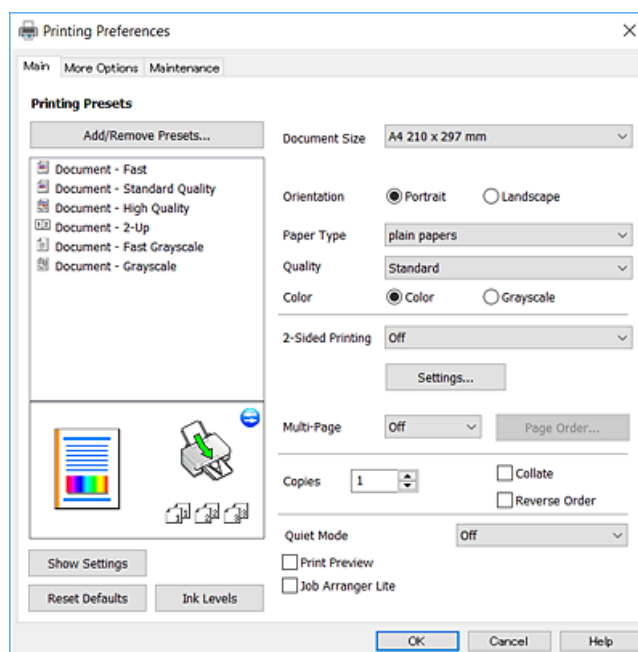 Printing Preferences
Main More Options Maintenance
Printing Presets
Add/Remove Presets...
Document - Fast
Document - Standard Quality
Document - High Quality
Document - 2-Up
Document - Fast Grayscale
Document - Grayscale
Show Settings
Reset Defaults Ink Levels
Document Size A4 210 x 297 mm
Orientation Portrait Landscape
Paper Type plain papers
Quality Standard
Color Color Grayscale
2-Sided Printing Off
Settings...
Multi-Page Off Page Order...
Copies 1 Collate
Reverse Order
Quiet Mode Off
Print Preview
Job Arranger Lite
OK Cancel Help